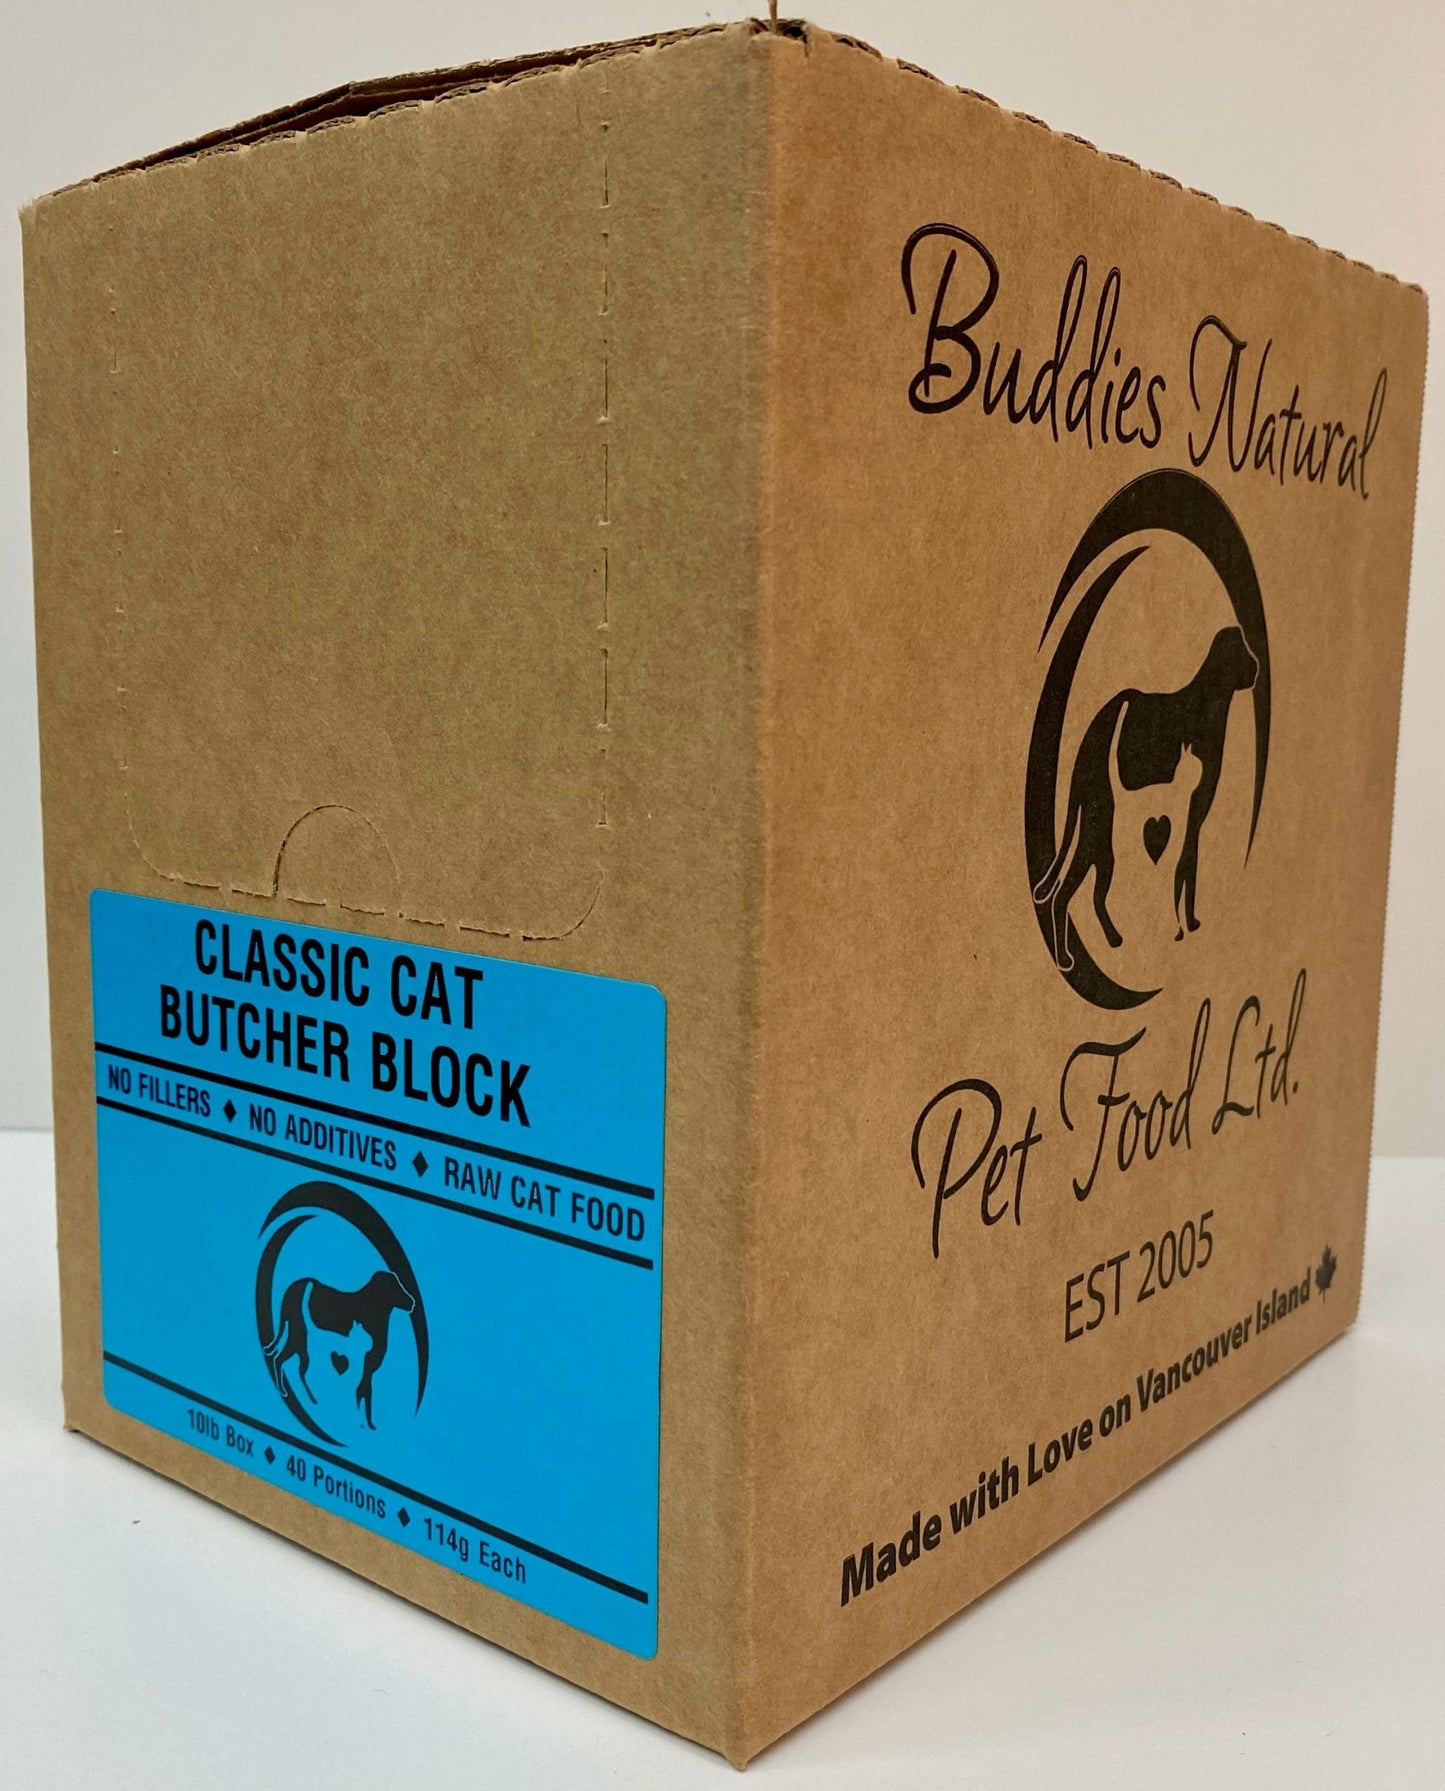 CLASSIC CAT
BUTCHER BLOCK
NO FILLERS ♦ NO ADDITIVES ♦ RAW CAT FOOD
10lb Box ♦ 40 Portions ♦ 114g Each
Buddies Natural
Pet Food Ltd.
EST 2005
Made with Love on Vancouver Island